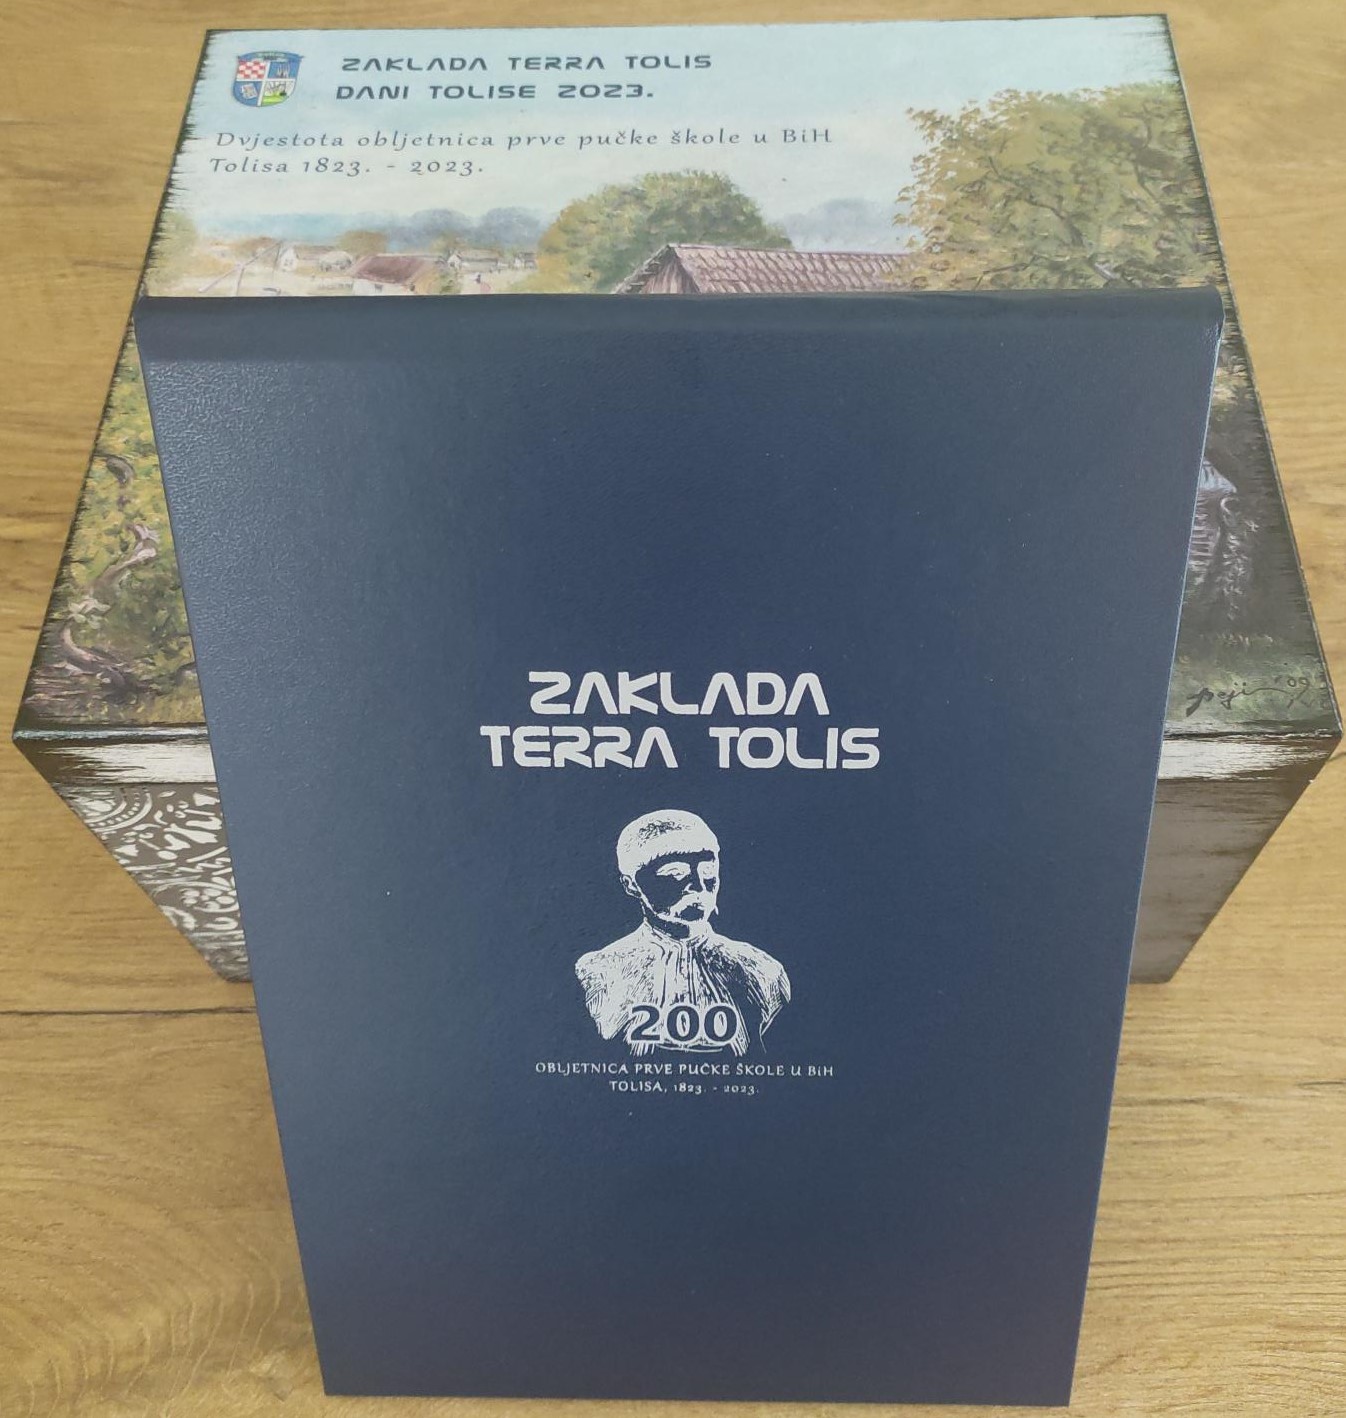 ZAKLADA TERRA TOLIS
DANI TOLISE 2023.
Dvjestota obljetnica prve pučke škole u BiH
Tolisa 1823. - 2023.
ZAKLADA
TERRA TOLIS
200
OBLJETNICA PRVE PUČKE ŠKOLE U BiH
TOLISA, 1823. - 2023.